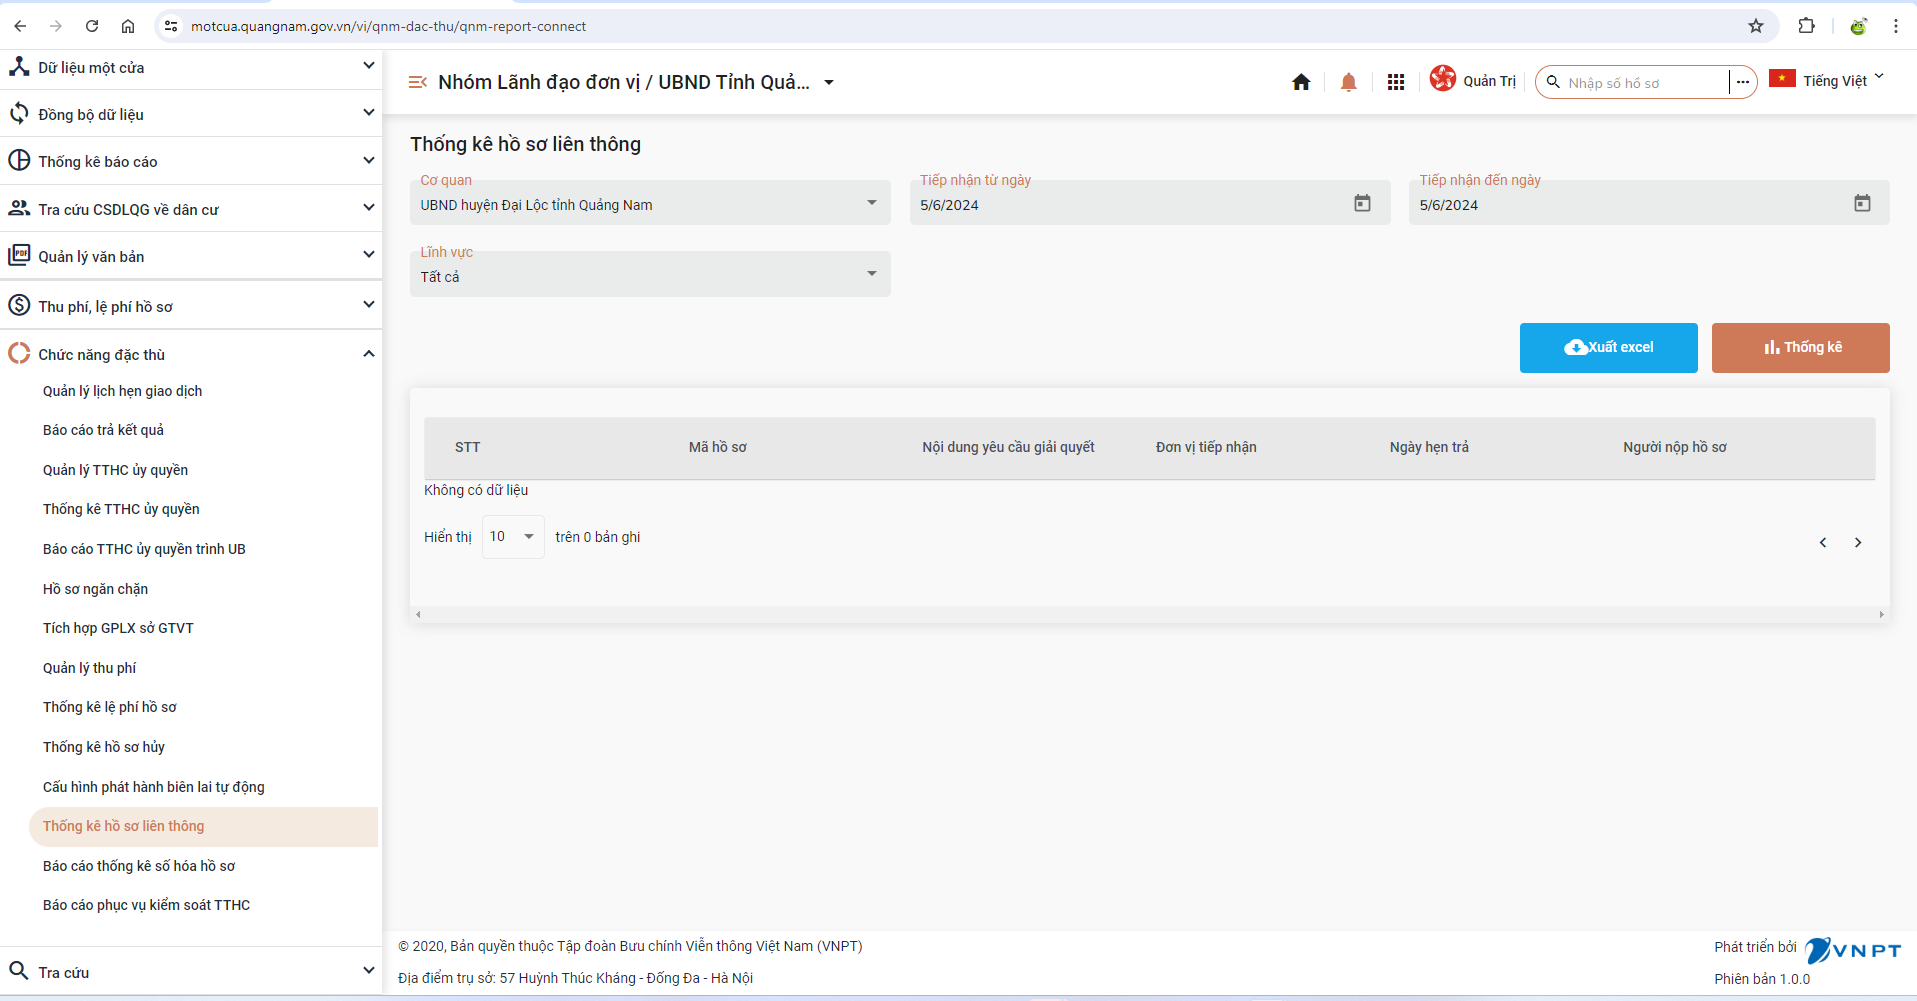 motcua.quangnam.gov.vn/vi/qnm-dac-thu/qnm-report-connect
Dữ liệu một cửa
Đồng bộ dữ liệu
Thống kê báo cáo
Tra cứu CSDLQG về dân cư
PDF
Quản lý văn bản
Thu phí, lệ phí hồ sơ
Chức năng đặc thù
Quản lý lịch hẹn giao dịch
Báo cáo trả kết quả
Quản lý TTHC ủy quyền
Thống kê TTHC ủy quyền
Báo cáo TTHC ủy quyền trình UB
Hồ sơ ngăn chặn
Tích hợp GPLX sở GTVT
Quản lý thu phí
Thống kê lệ phí hồ sơ
Thống kê hồ sơ hủy
Cấu hình phát hành biên lai tự động
Thống kê hồ sơ liên thông
Báo cáo thống kê số hóa hồ sơ
Báo cáo phục vụ kiểm soát TTHC
Tra cứu
Nhóm Lãnh đạo đơn vị / UBND Tỉnh Quả...
Quản Trị
Nhập số hồ sơ
Tiếng Việt
Thống kê hồ sơ liên thông
Cơ quan
UBND huyện Đại Lộc tỉnh Quảng Nam
Tiếp nhận từ ngày
5/6/2024
Tiếp nhận đến ngày
5/6/2024
Lĩnh vực
Tất cả
Xuất excel
Thống kê
STT Mã hồ sơ Nội dung yêu cầu giải quyết Đơn vị tiếp nhận Ngày hẹn trả Người nộp hồ sơ
Không có dữ liệu
Hiển thị 10 trên 0 bản ghi
© 2020, Bản quyền thuộc Tập đoàn Bưu chính Viễn thông Việt Nam (VNPT)
Địa điểm trụ sở: 57 Huỳnh Thúc Kháng - Đống Đa - Hà Nội
Phát triển bởi VNPT
Phiên bản 1.0.0